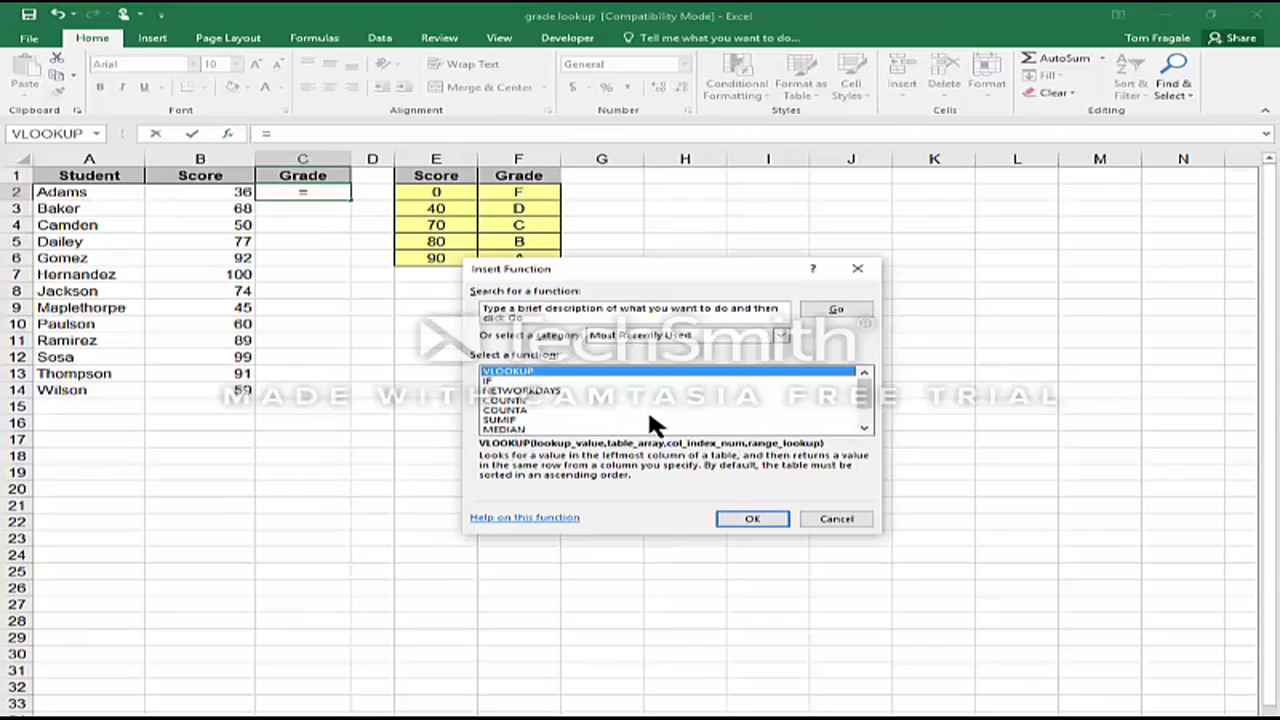 grade lookup [Compatibility Mode] - Excel
File Home Insert Page Layout Formulas Data Review View Developer Tell me what you want to do... Tom Fragale Share
Paste Arial 10 Wrap Text General Conditional Formatting Format as Table Cell Styles Insert Delete Format AutoSum Fill Clear Sort & Filter Find & Select
B I U Merge & Center $ % ,
Clipboard Font Alignment Number Styles Cells Editing
VLOOKUP fx =
A B C D E F G H I J K L M N
1 Student Score Grade Score Grade
2 Adams 36 = 0 F
3 Baker 68 40 D
4 Camden 50 70 C
5 Dailey 77 80 B
6 Gomez 92 90 A
7 Hernandez 100
8 Jackson 74
9 Maplethorpe 45
10 Paulson 60
11 Ramirez 89
12 Sosa 99
13 Thompson 91
14 Wilson 59
15
16
17
18
19
20
21
22
23
24
25
26
27
28
29
30
31
32
33
Insert Function ?
Search for a function:
Type a brief description of what you want to do and then
click Go
Go
Or select a category: Most Recently Used
Select a function:
VLOOKUP
IF
NETWORKDAYS
COUNTIF
COUNTA
SUMIF
MEDIAN
VLOOKUP(lookup_value,table_array,col_index_num,range_lookup)
Looks for a value in the leftmost column of a table, and then returns a value
in the same row from a column you specify. By default, the table must be
sorted in an ascending order.
Help on this function
OK Cancel
TechSmith
MADE WITH CAMTASIA FREE TRIAL